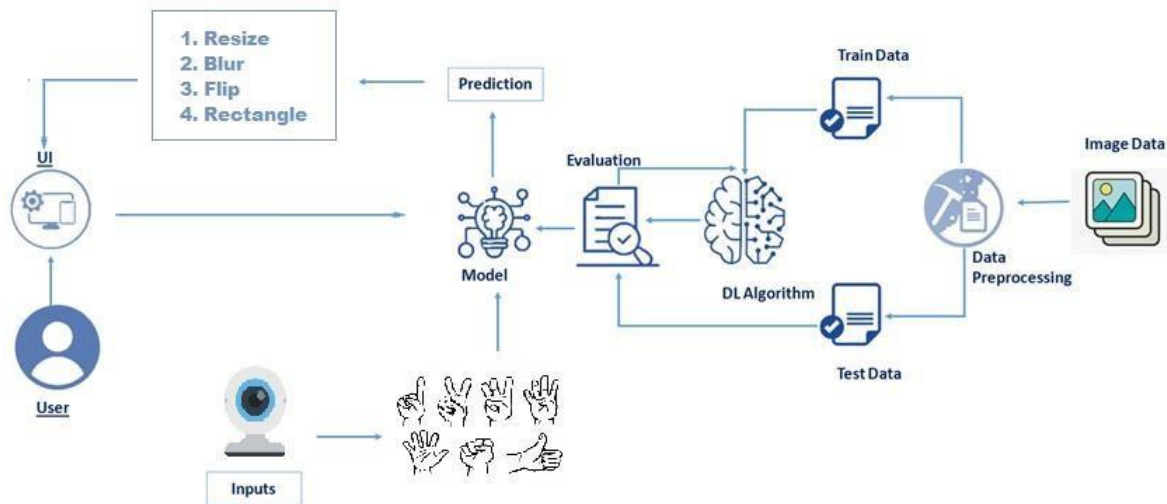 1. Resize
2. Blur
3. Flip
4. Rectangle
Prediction
Train Data
Image Data
UI
Evaluation
Model
DL Algorithm
Data
Preprocessing
Test Data
User
Inputs